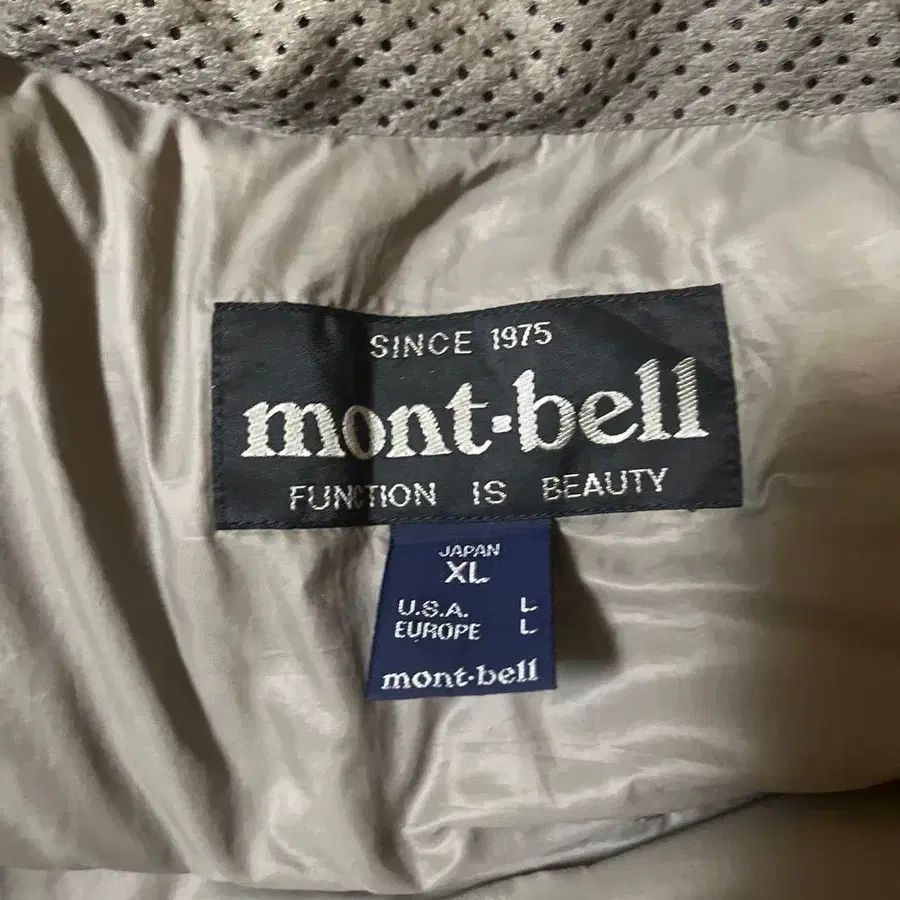 SINCE 1975
mont-bell
FUNCTION IS BEAUTY
JAPAN
XL
U.S.A. L
EUROPE L
mont-bell